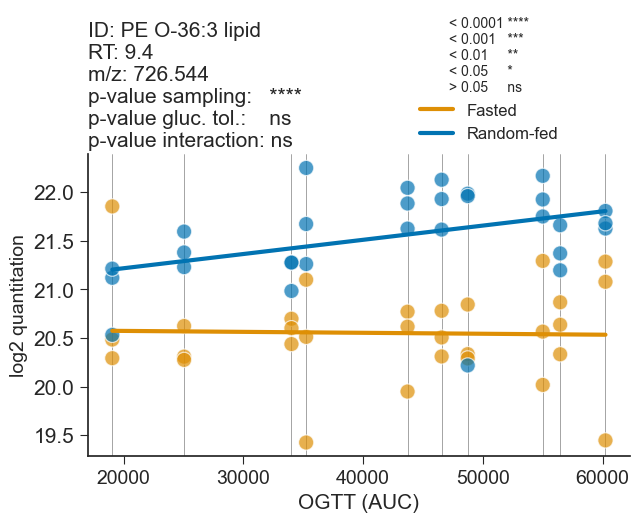 ID: PE O-36:3 lipid
RT: 9.4
m/z: 726.544
p-value sampling: ****
p-value gluc. tol.: ns
p-value interaction: ns
< 0.0001 ****
< 0.001 ***
< 0.01 **
< 0.05 *
> 0.05 ns
Fasted
Random-fed
log2 quantitation
22.0
21.5
21.0
20.5
20.0
19.5
20000 30000 40000 50000 60000
OGTT (AUC)